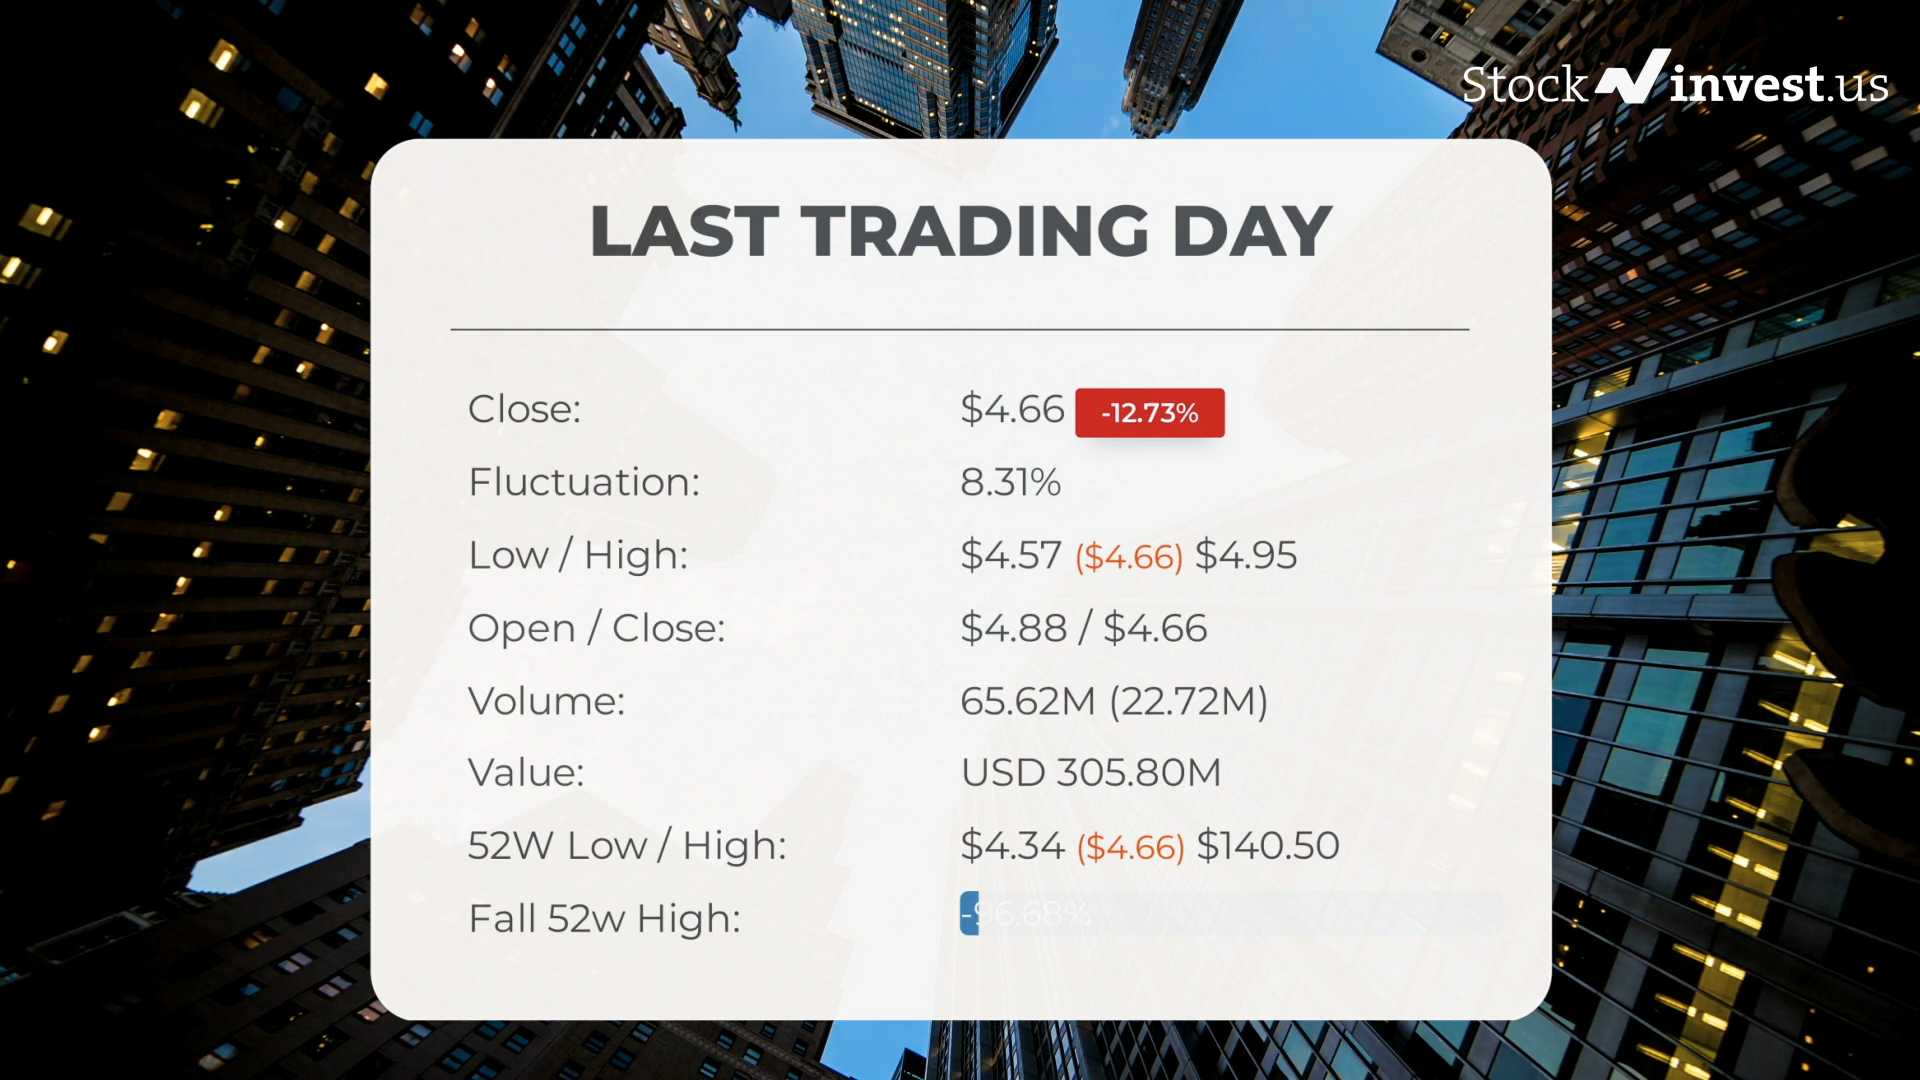 Stock invest.us
LAST TRADING DAY
Close: $4.66 -12.73%
Fluctuation: 8.31%
Low / High: $4.57 ($4.66) $4.95
Open / Close: $4.88 / $4.66
Volume: 65.62M (22.72M)
Value: USD 305.80M
52W Low / High: $4.34 ($4.66) $140.50
Fall 52w High: -96.68%